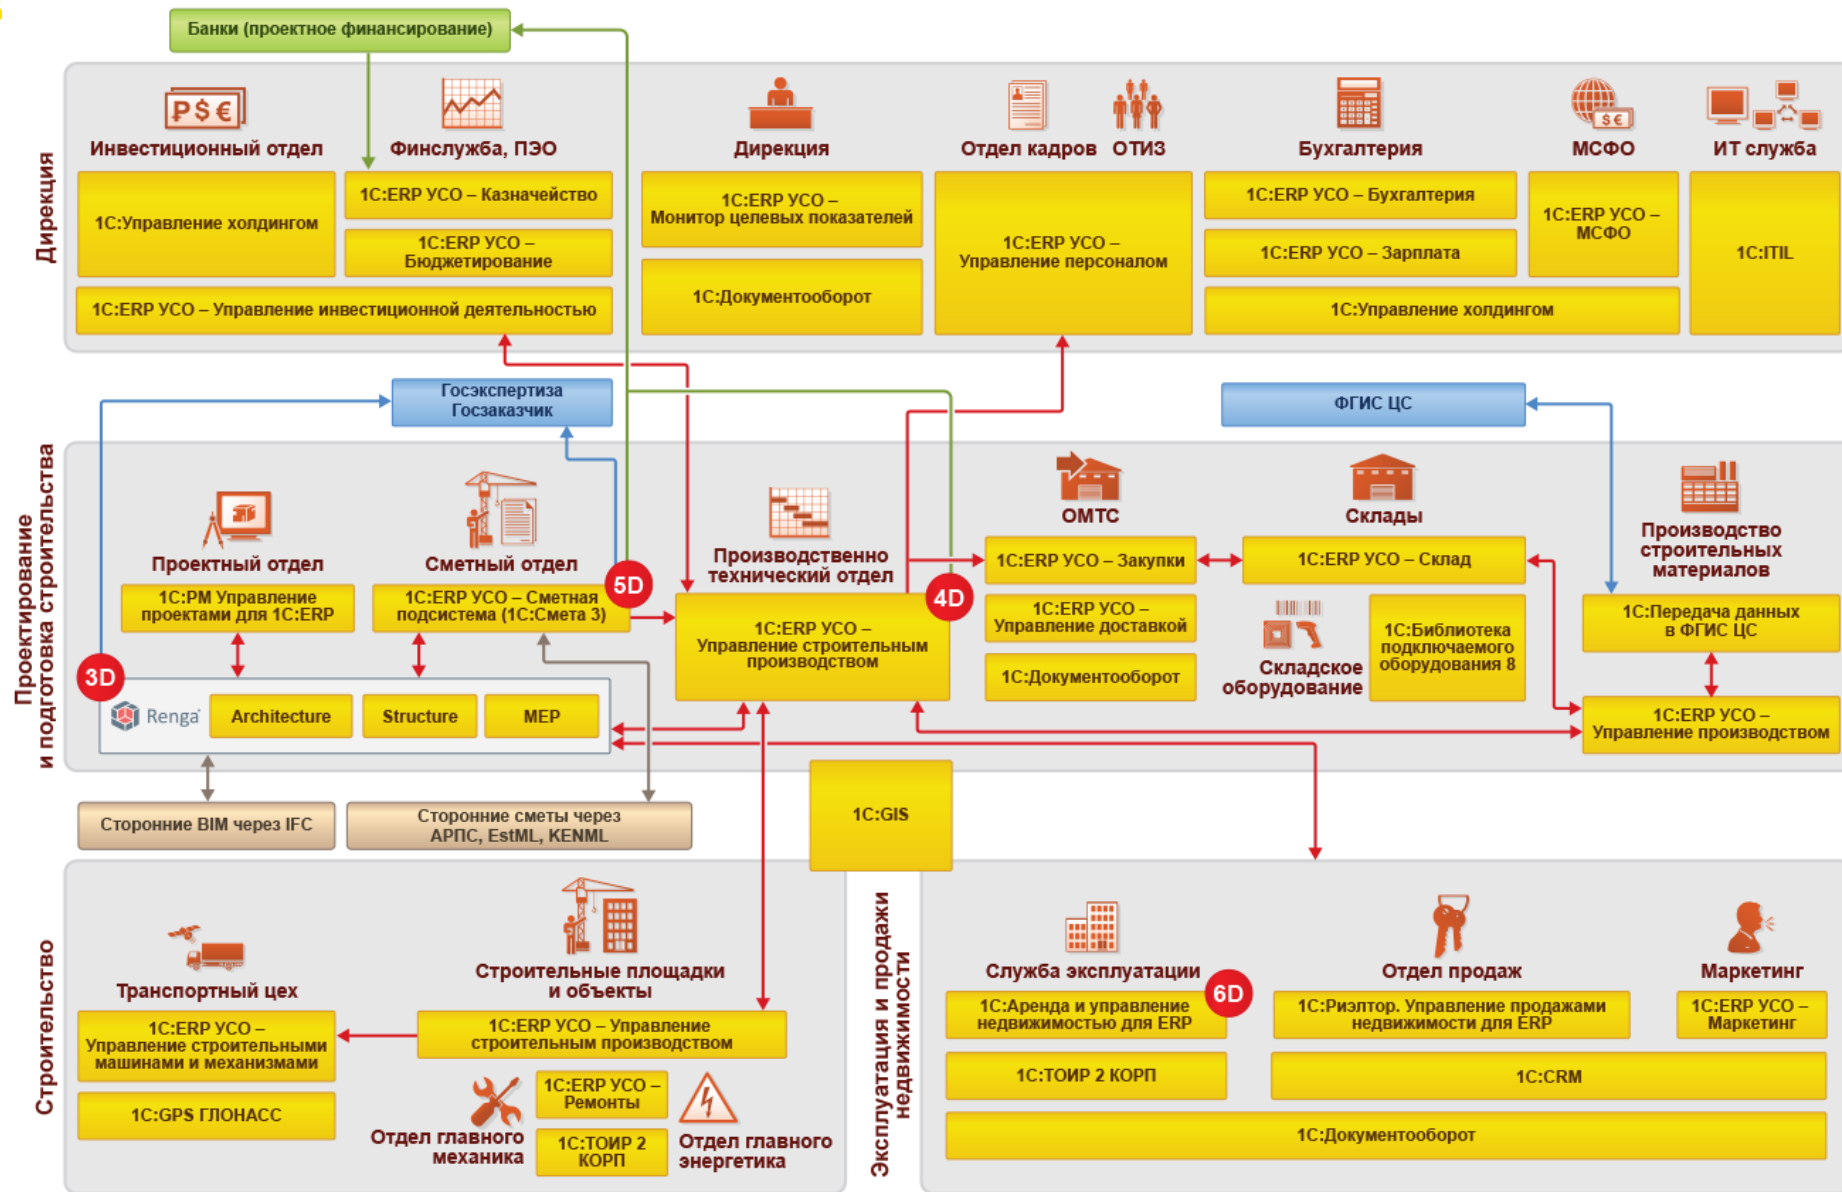 Банки (проектное финансирование)
Дирекция
Инвестиционный отдел
Финслужба, ПЭО
Дирекция
Отдел кадров
ОТИЗ
Бухгалтерия
МСФО
ИТ служба
₽ $ €
$ €
1С:Управление холдингом
1С:ERP УСО – Казначейство
1С:ERP УСО –
Бюджетирование
1С:ERP УСО – Управление инвестиционной деятельностью
1С:ERP УСО –
Монитор целевых показателей
1С:Документооборот
1С:ERP УСО –
Управление персоналом
1С:ERP УСО – Бухгалтерия
1С:ERP УСО – Зарплата
1С:ERP УСО –
МСФО
1С:Управление холдингом
1С:ITIL
Госэкспертиза
Госзаказчик
ФГИС ЦС
Проектирование
и подготовка строительства
Проектный отдел
1С:PM Управление
проектами для 1С:ERP
Сметный отдел
5D
1С:ERP УСО – Сметная
подсистема (1С:Смета 3)
Производственно
технический отдел
4D
1С:ERP УСО –
Управление строительным
производством
ОМТС
1С:ERP УСО – Закупки
1С:ERP УСО –
Управление доставкой
1С:Документооборот
Склады
1С:ERP УСО – Склад
Складское
оборудование
1С:Библиотека
подключаемого
оборудования 8
Производство
строительных
материалов
1С:Передача данных
в ФГИС ЦС
1С:ERP УСО –
Управление производством
3D
Renga
Architecture
Structure
MEP
Сторонние BIM через IFC
Сторонние сметы через
АРПС, EstML, KENML
1С:GIS
Строительство
Транспортный цех
1С:ERP УСО –
Управление строительными
машинами и механизмами
1С:GPS ГЛОНАСС
Строительные площадки
и объекты
1С:ERP УСО – Управление
строительным производством
Отдел главного
механика
1С:ERP УСО –
Ремонты
1С:ТОИР 2
КОРП
Отдел главного
энергетика
Эксплуатация и продажи
недвижимости
Служба эксплуатации
6D
1С:Аренда и управление
недвижимостью для ERP
1С:ТОИР 2 КОРП
Отдел продаж
1С:Риэлтор. Управление продажами
недвижимости для ERP
Маркетинг
1С:ERP УСО –
Маркетинг
1С:CRM
1С:Документооборот